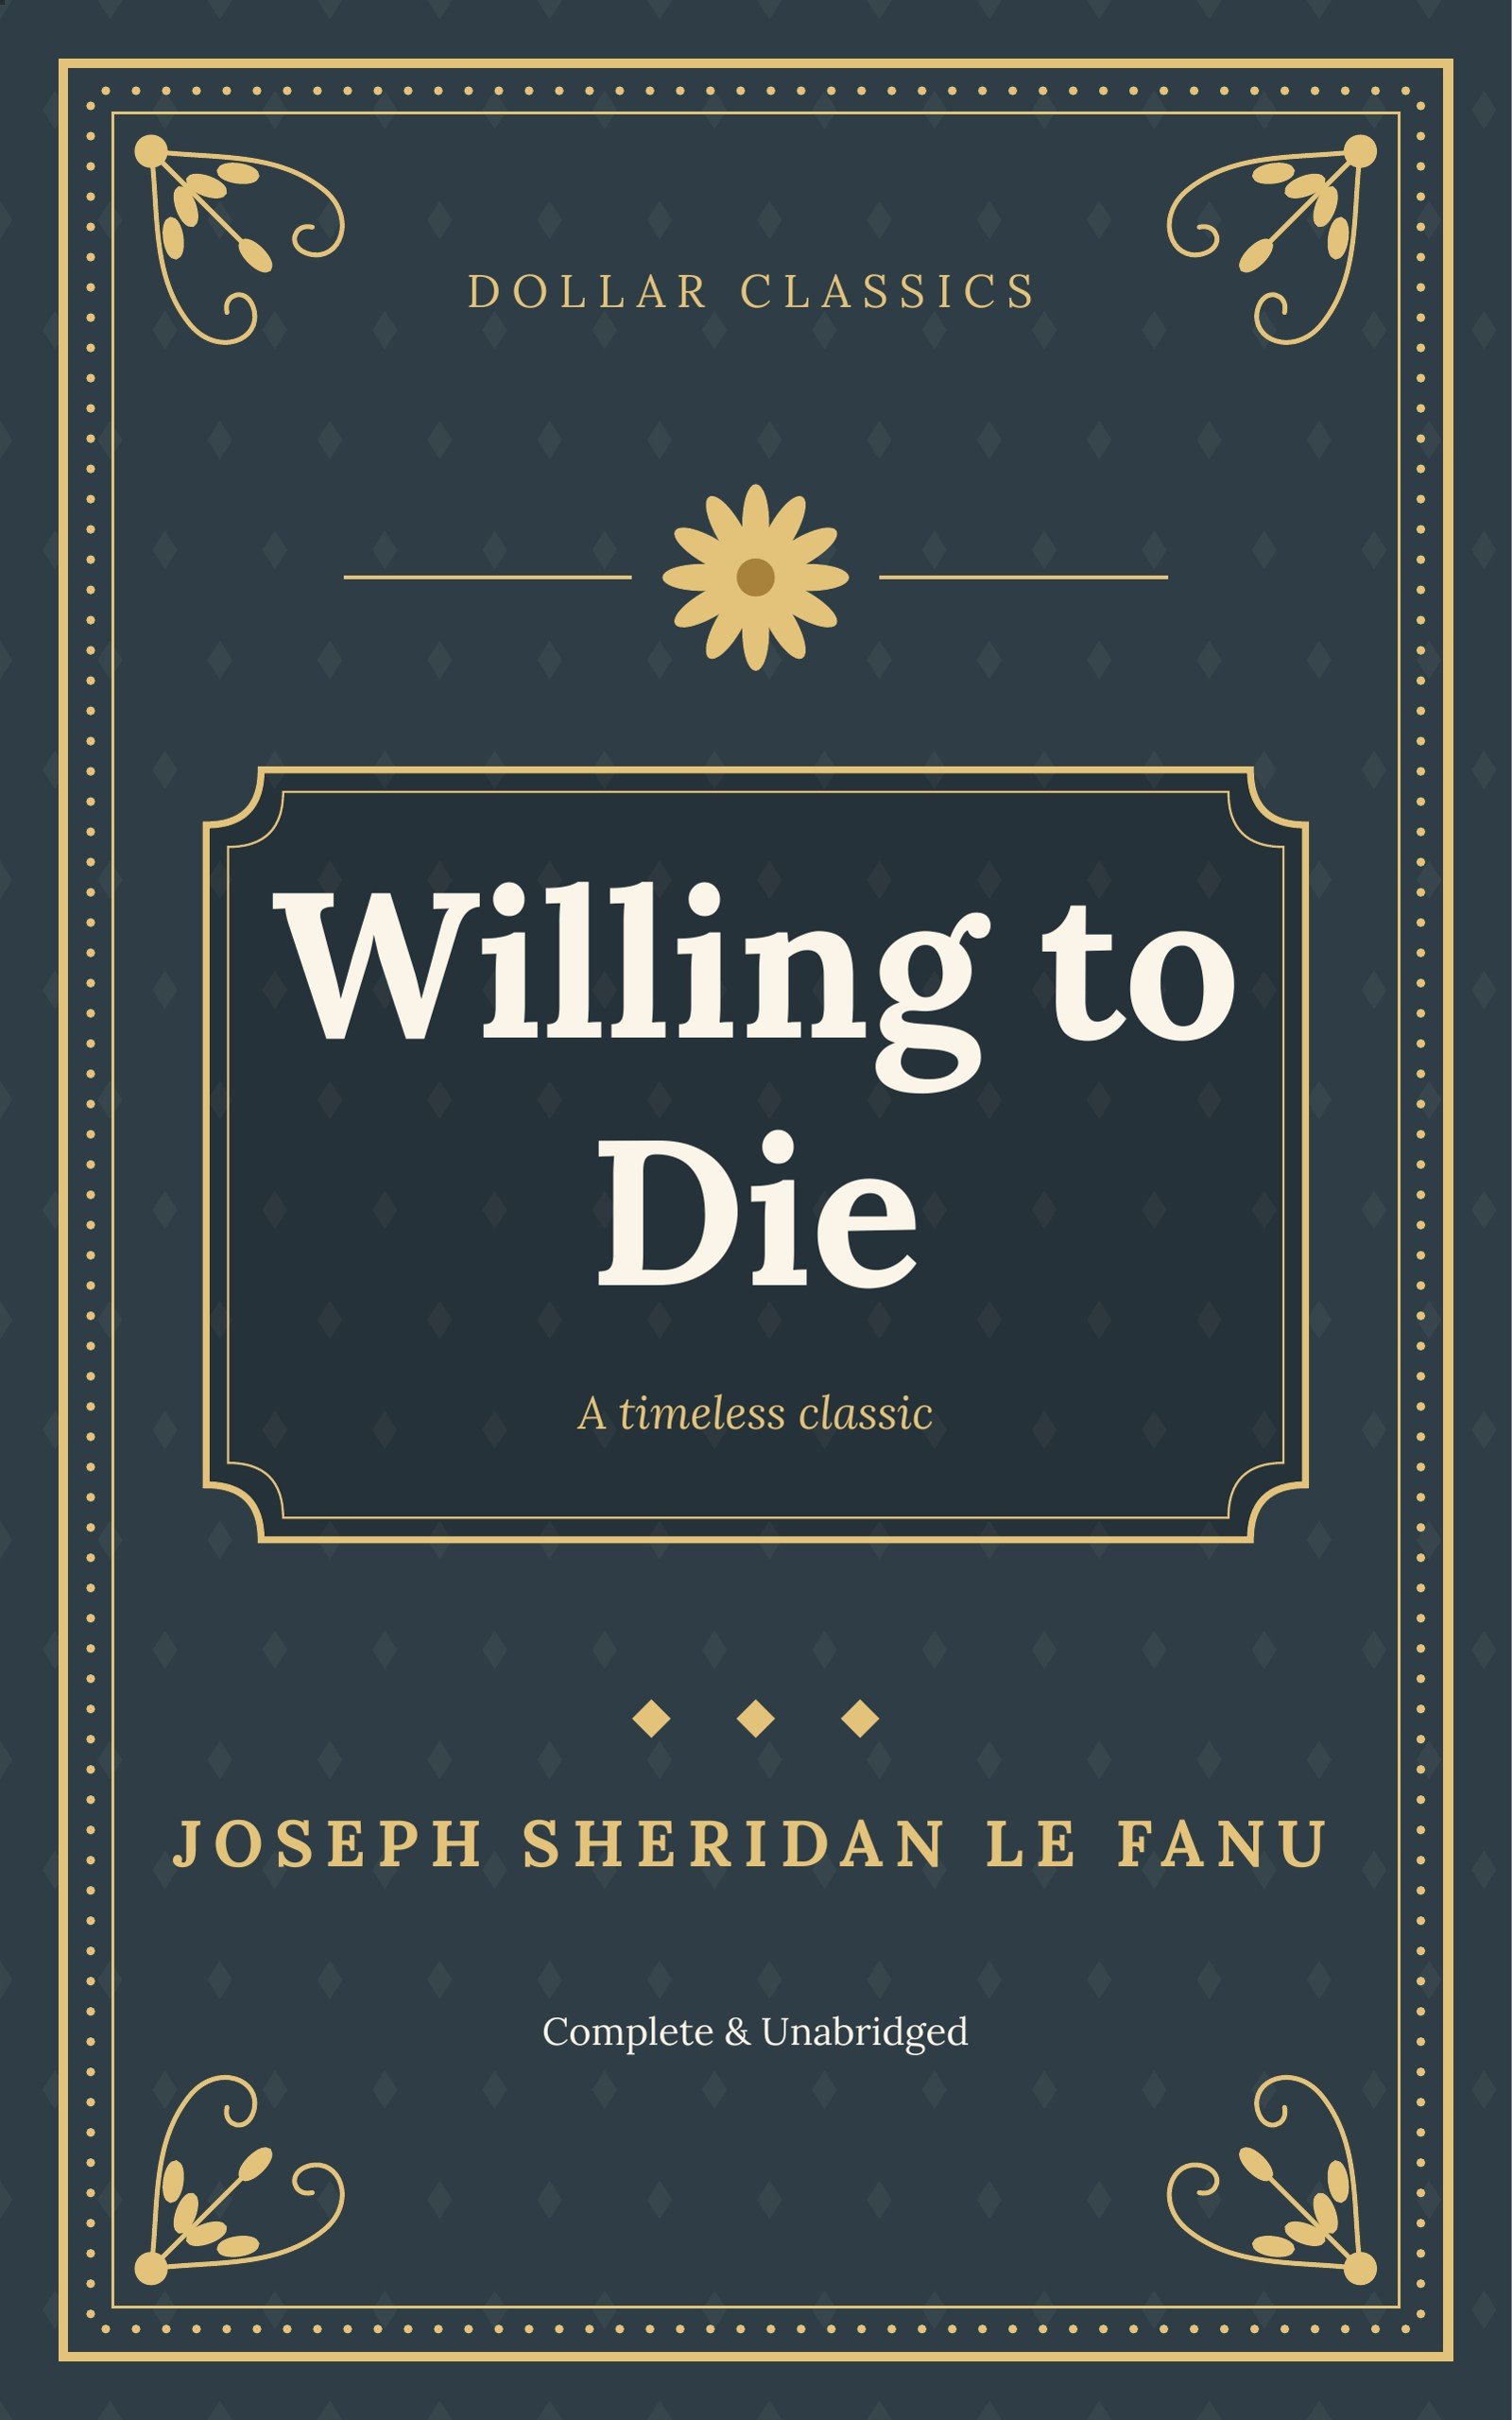 DOLLAR CLASSICS
Willing to
Die
A timeless classic
JOSEPH SHERIDAN LE FANU
Complete & Unabridged